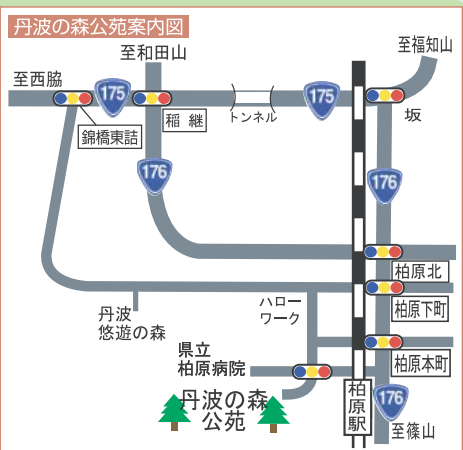 丹波の森公苑案内図
至和田山
至福知山
至西脇
175
175
稲継
トンネル
坂
錦橋東詰
176
176
柏原北
丹波
悠遊の森
ハロー
ワーク
柏原下町
県立
柏原病院
柏原本町
丹波の森
公苑
柏原駅
176
至篠山